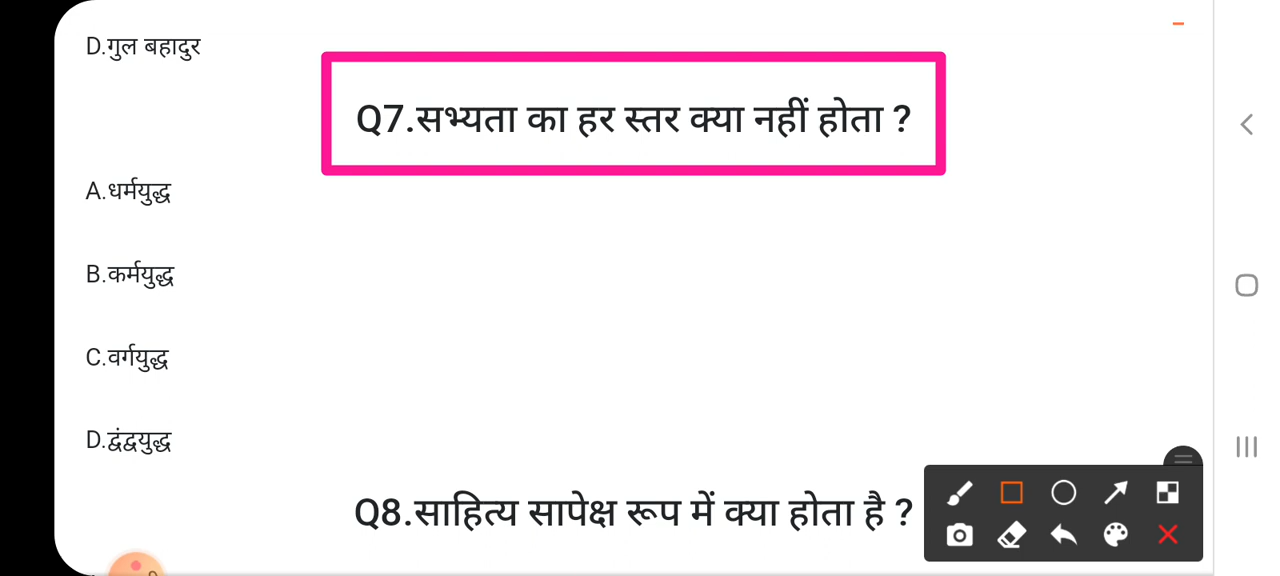 D.गुल बहादुर
Q7.सभ्यता का हर स्तर क्या नहीं होता ?
A.धर्मयुद्ध
B.कर्मयुद्ध
C.वर्गयुद्ध
D.द्वंद्वयुद्ध
Q8.साहित्य सापेक्ष रूप में क्या होता है ?